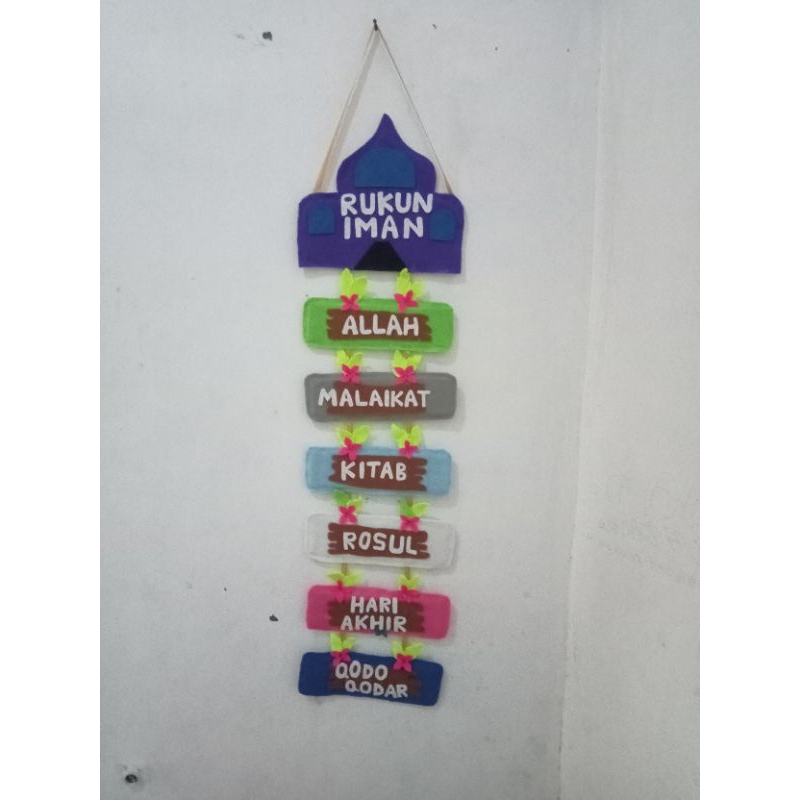 RUKUN
IMAN
ALLAH
MALAIKAT
KITAB
ROSUL
HARI
AKHIR
QODO
QODAR